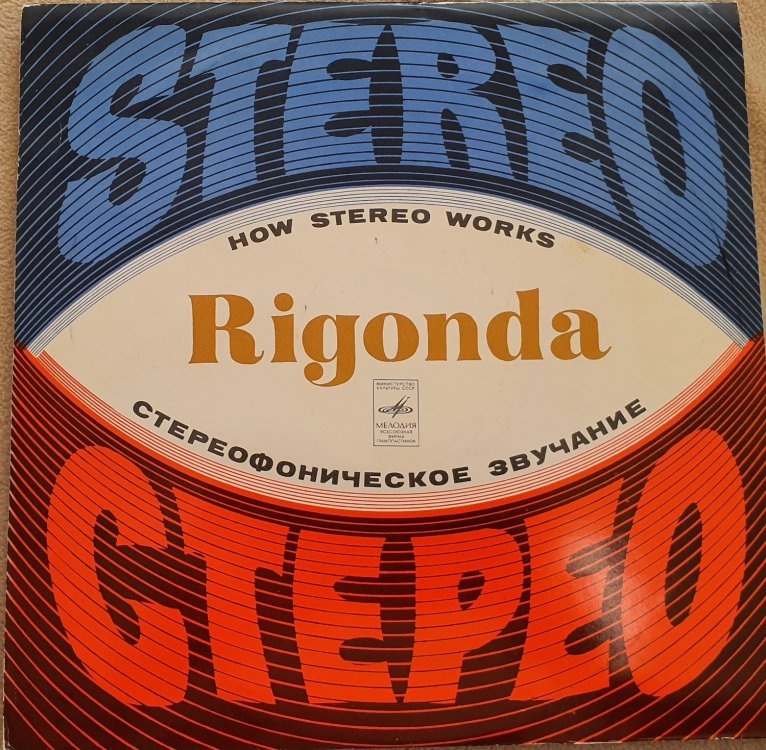 STEREO
HOW STEREO WORKS
Rigonda
МИНИСТЕРСТВО
КУЛЬТУРЫ СССР
МЕЛОДИЯ
ВСЕСОЮЗНАЯ
ФИРМА
ГРАМПЛАСТИНОК
СТЕРЕОФОНИЧЕСКОЕ ЗВУЧАНИЕ
СТЕРЕО